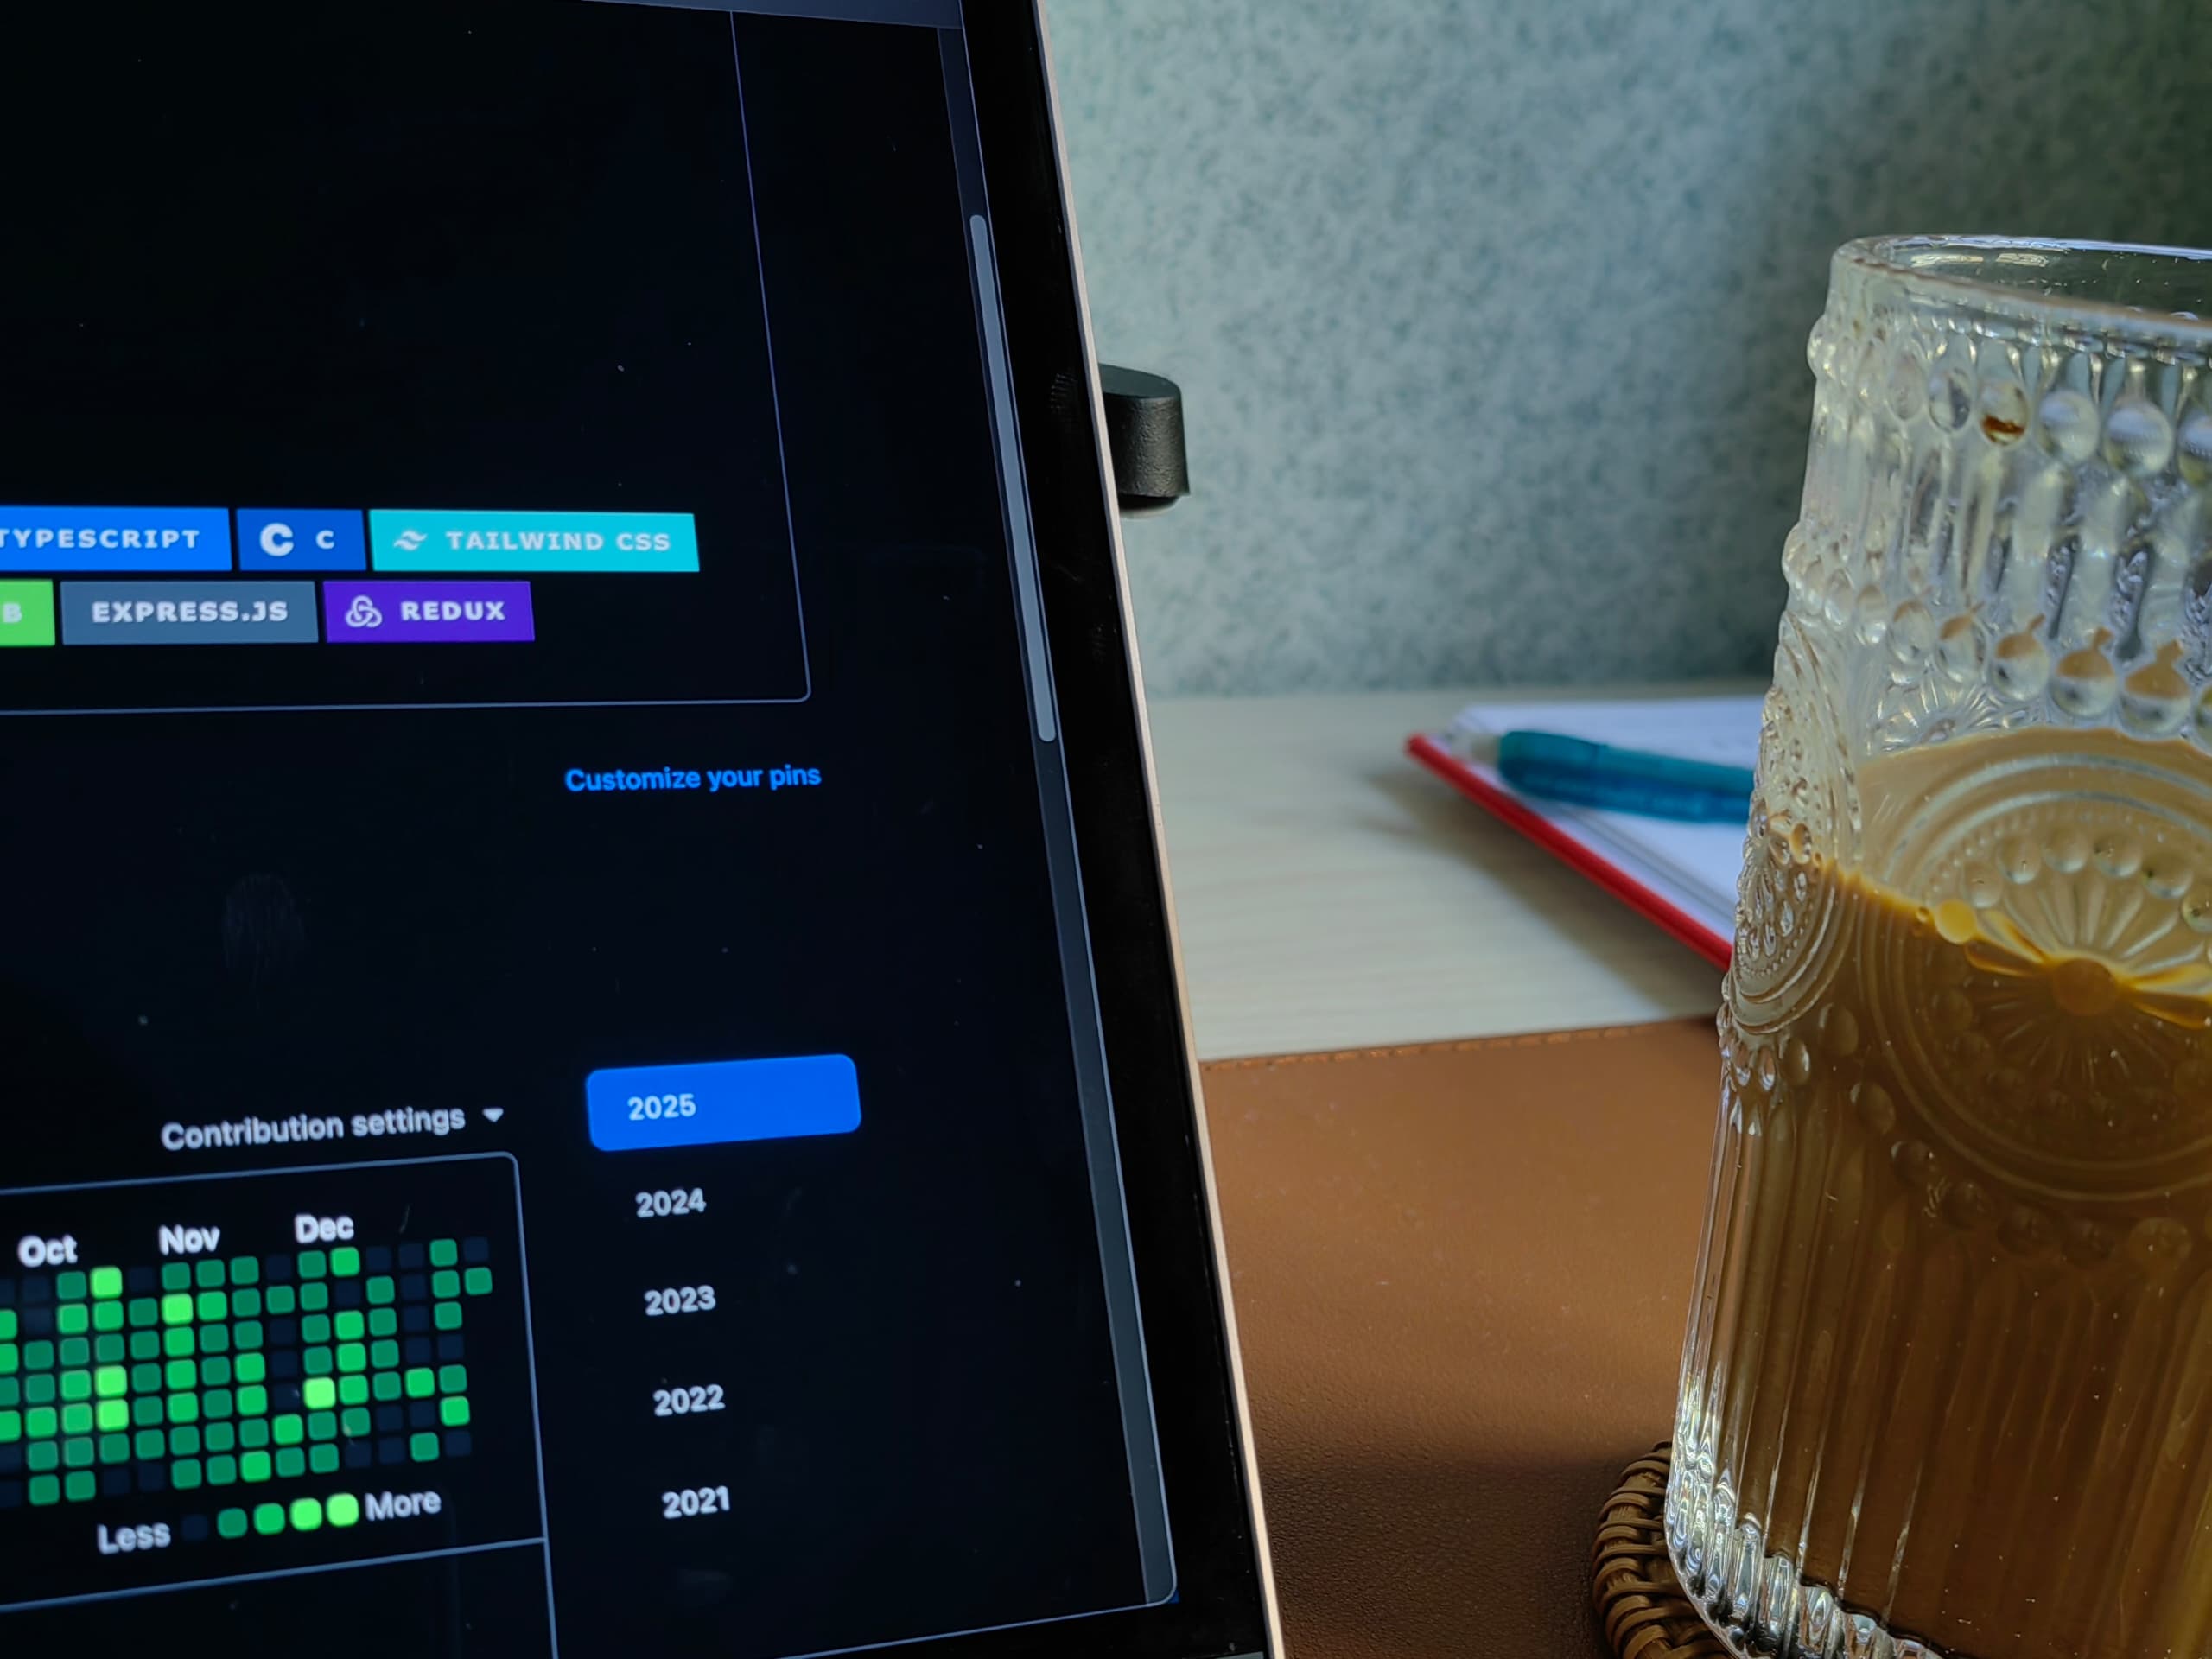 TYPESCRIPT C TAILWIND CSS
B EXPRESS.JS REDUX
Customize your pins
Contribution settings
2025
2024
2023
2022
2021
Oct Nov Dec
Less More